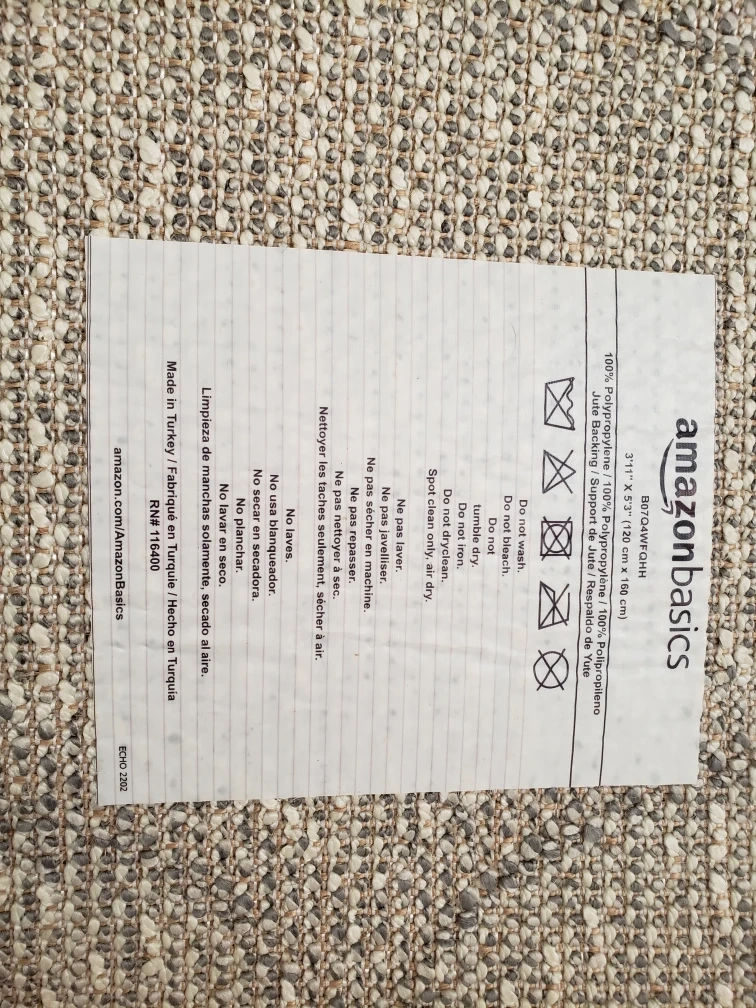 amazonbasics
B07Q4WFQHH
3'11'' X 5'3'' (120 cm x 160 cm)
100% Polypropylene / 100% Polypropylène / 100% Polipropileno
Jute Backing / Support de Jute / Respaldo de Yute
Do not wash.
Do not bleach.
Do not
tumble dry.
Do not iron.
Do not dryclean.
Spot clean only, air dry.
Ne pas laver.
Ne pas javelliser.
Ne pas sécher en machine.
Ne pas repasser.
Ne pas nettoyer à sec.
Nettoyer les taches seulement, sécher à air.
No laves.
No usa blanqueador.
No secar en secadora.
No planchar.
No lavar en seco.
Limpieza de manchas solamente, secado al aire.
Made in Turkey / Fabriqué en Turquie / Hecho en Turquia
RN# 116400
amazon.com/AmazonBasics
ECHO 2202